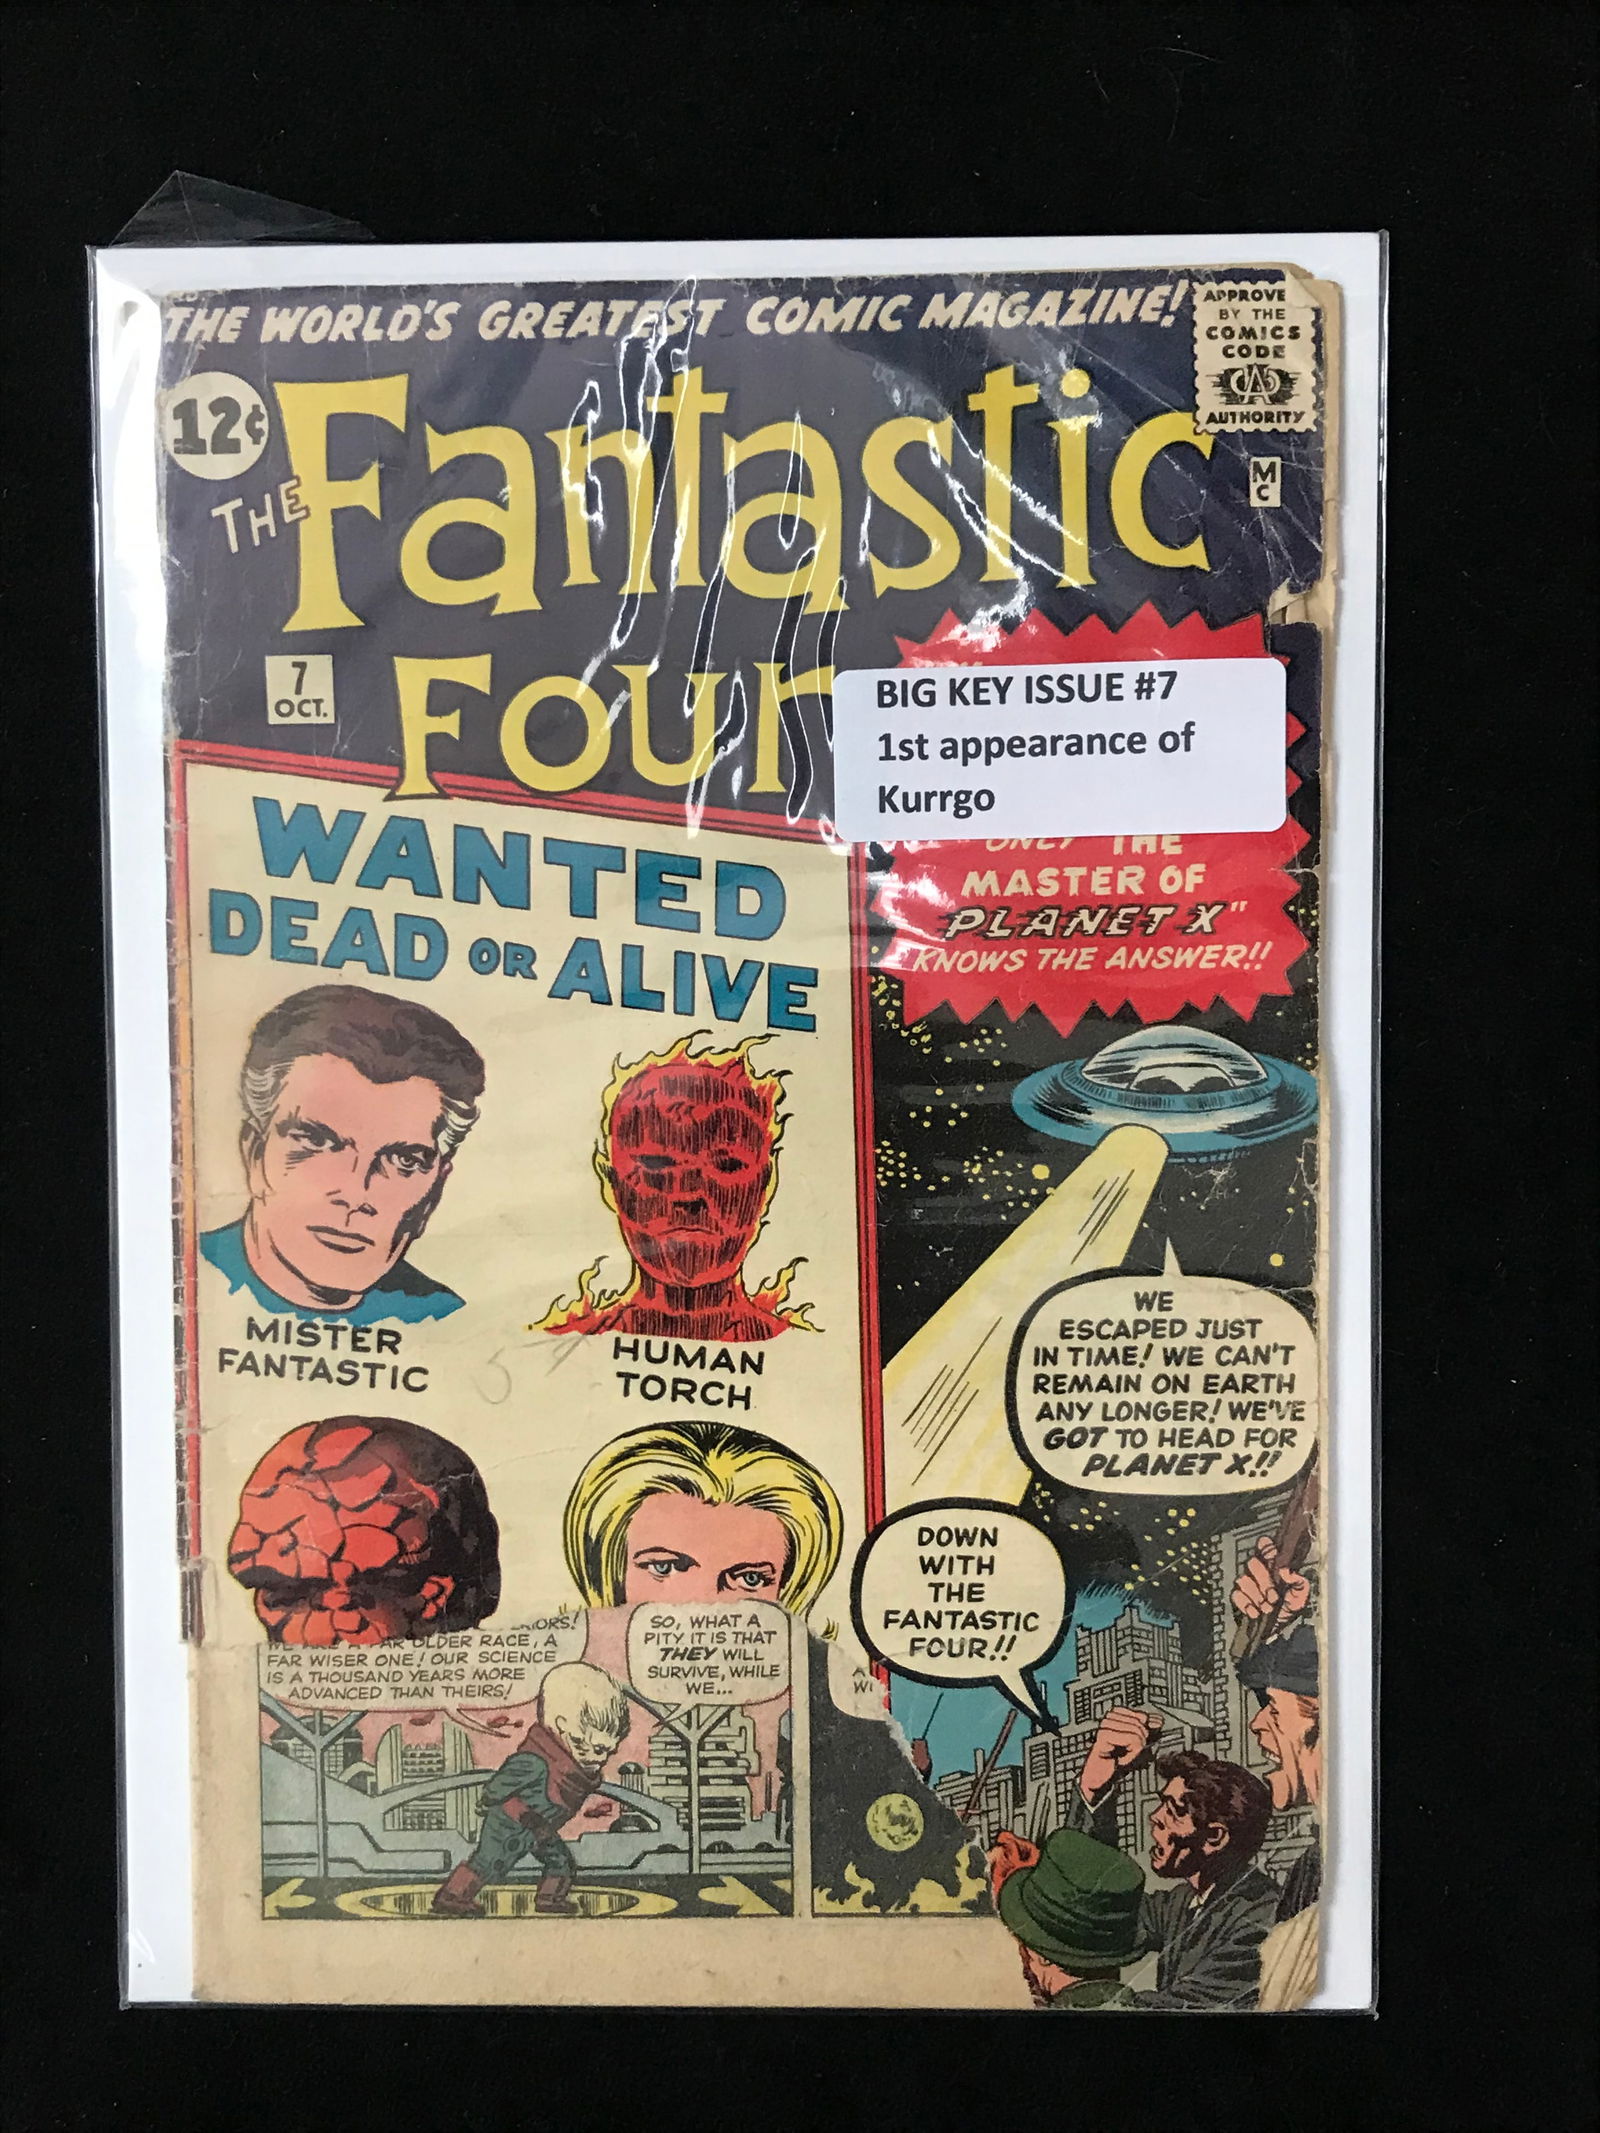 THE WORLD'S GREATEST COMIC MAGAZINE!
APPROVE
BY THE
COMICS
CODE
AUTHORITY
12¢
THE
Fantastic
Four
M
C
7
OCT.
BIG KEY ISSUE #7
1st appearance of
Kurrgo
ONLY "THE
MASTER OF
PLANET X"
KNOWS THE ANSWER!!
WANTED
DEAD OR ALIVE
MISTER
FANTASTIC
HUMAN
TORCH
WE
ESCAPED JUST
IN TIME! WE CAN'T
REMAIN ON EARTH
ANY LONGER! WE'VE
GOT TO HEAD FOR
PLANET X!!
DOWN
WITH
THE
FANTASTIC
FOUR!!
OLDER RACE, A
FAR WISER ONE! OUR SCIENCE
IS A THOUSAND YEARS MORE
ADVANCED THAN THEIRS!
SO, WHAT A
PITY IT IS THAT
THEY WILL
SURVIVE, WHILE
WE...